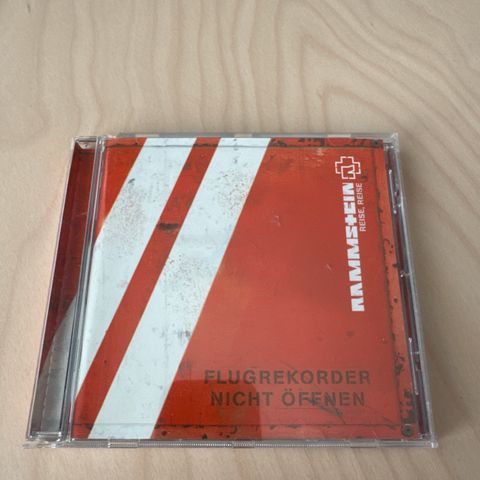 RAMMSTEIN
REISE, REISE
FLUGREKORDER
NICHT ÖFFNEN